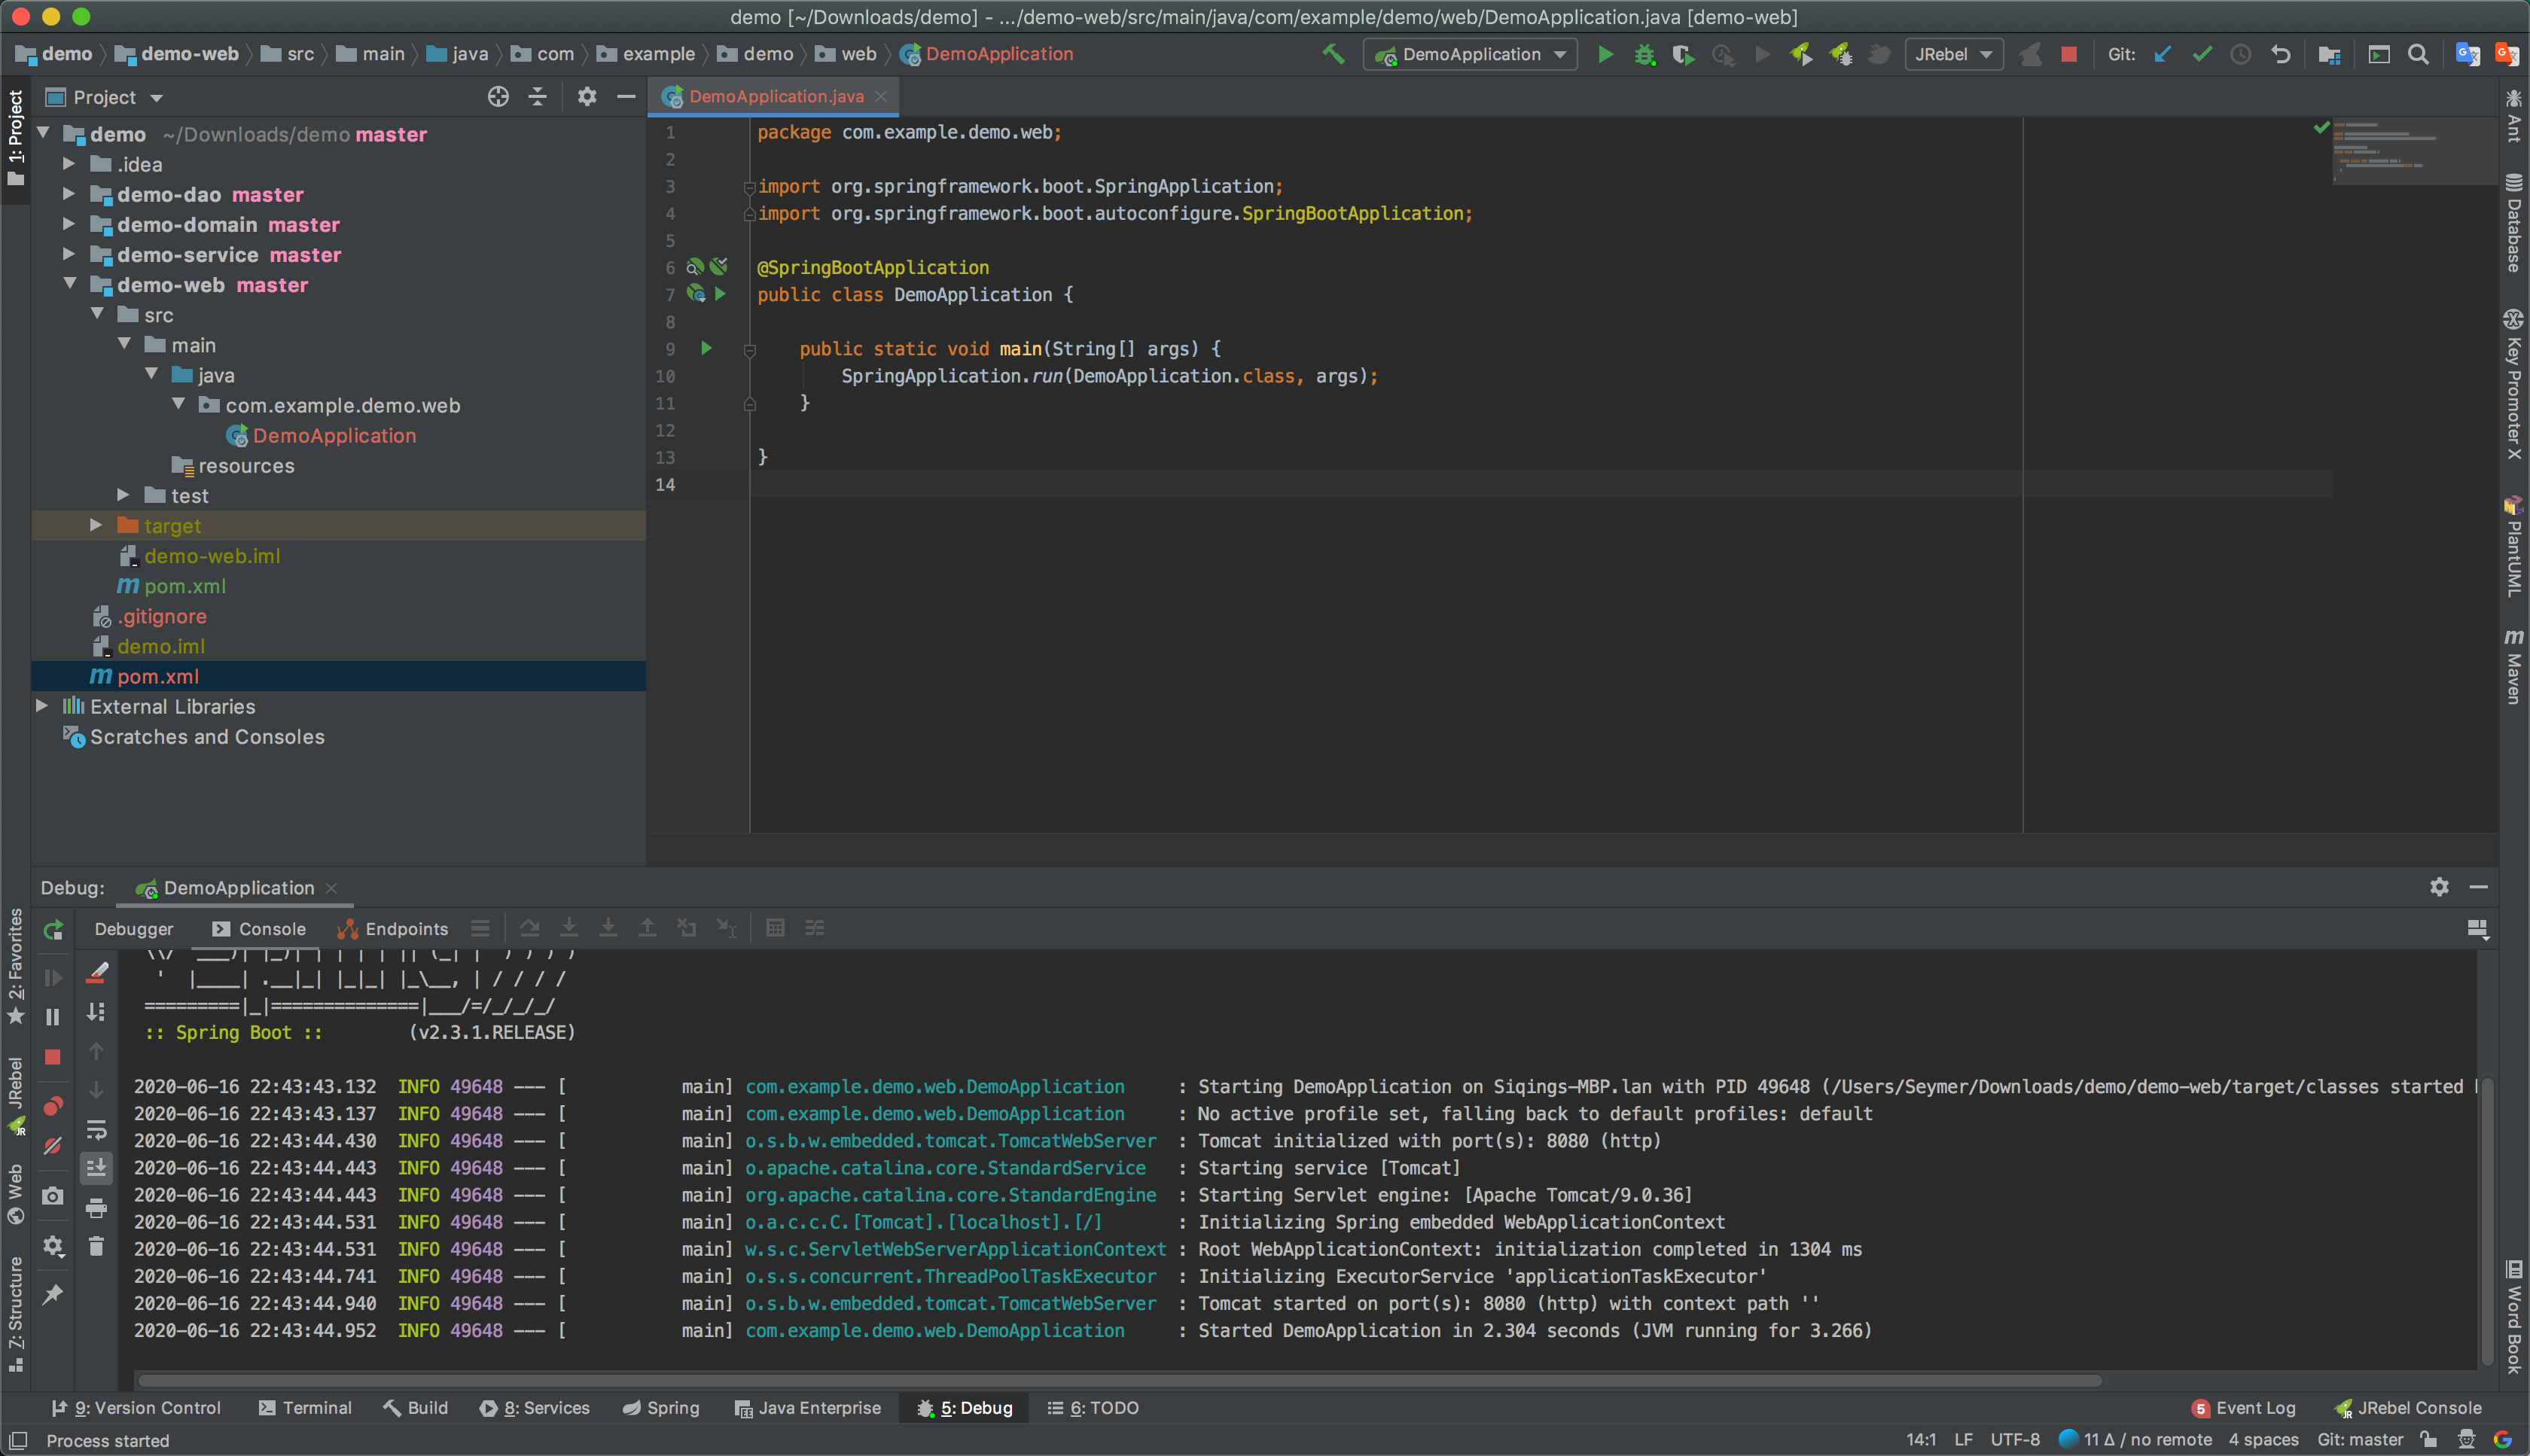 demo [~/Downloads/demo] - .../demo-web/src/main/java/com/example/demo/web/DemoApplication.java [demo-web]
demo demo-web src main java com example demo web DemoApplication DemoApplication JRebel Git:
Project
DemoApplication.java
1: Project
2: Favorites
JRebel
Web
7: Structure
demo ~/Downloads/demo master
.idea
demo-dao master
demo-domain master
demo-service master
demo-web master
src
main
java
com.example.demo.web
DemoApplication
resources
test
target
demo-web.iml
pom.xml
.gitignore
demo.iml
pom.xml
External Libraries
Scratches and Consoles
1 package com.example.demo.web;
2
3 import org.springframework.boot.SpringApplication;
4 import org.springframework.boot.autoconfigure.SpringBootApplication;
5
6 @SpringBootApplication
7 public class DemoApplication {
8
9 public static void main(String[] args) {
10 SpringApplication.run(DemoApplication.class, args);
11 }
12
13 }
14
Ant
Database
Key Promoter X
PlantUML
Maven
Word Book
Debug: DemoApplication
Debugger Console Endpoints
' |____| .__|_| |_|_| |_\__, | / / / /
=========|_|==============|___/=/_/_/_/
:: Spring Boot :: (v2.3.1.RELEASE)
2020-06-16 22:43:43.132 INFO 49648 --- [ main] com.example.demo.web.DemoApplication : Starting DemoApplication on Siqings-MBP.lan with PID 49648 (/Users/Seymer/Downloads/demo/demo-web/target/classes started
2020-06-16 22:43:43.137 INFO 49648 --- [ main] com.example.demo.web.DemoApplication : No active profile set, falling back to default profiles: default
2020-06-16 22:43:44.430 INFO 49648 --- [ main] o.s.b.w.embedded.tomcat.TomcatWebServer : Tomcat initialized with port(s): 8080 (http)
2020-06-16 22:43:44.443 INFO 49648 --- [ main] o.apache.catalina.core.StandardService : Starting service [Tomcat]
2020-06-16 22:43:44.443 INFO 49648 --- [ main] org.apache.catalina.core.StandardEngine : Starting Servlet engine: [Apache Tomcat/9.0.36]
2020-06-16 22:43:44.531 INFO 49648 --- [ main] o.a.c.c.C.[Tomcat].[localhost].[/] : Initializing Spring embedded WebApplicationContext
2020-06-16 22:43:44.531 INFO 49648 --- [ main] w.s.c.ServletWebServerApplicationContext : Root WebApplicationContext: initialization completed in 1304 ms
2020-06-16 22:43:44.741 INFO 49648 --- [ main] o.s.s.concurrent.ThreadPoolTaskExecutor : Initializing ExecutorService 'applicationTaskExecutor'
2020-06-16 22:43:44.940 INFO 49648 --- [ main] o.s.b.w.embedded.tomcat.TomcatWebServer : Tomcat started on port(s): 8080 (http) with context path ''
2020-06-16 22:43:44.952 INFO 49648 --- [ main] com.example.demo.web.DemoApplication : Started DemoApplication in 2.304 seconds (JVM running for 3.266)
9: Version Control Terminal Build 8: Services Spring Java Enterprise 5: Debug 6: TODO 5 Event Log JRebel Console
Process started 14:1 LF UTF-8 11 Δ / no remote 4 spaces Git: master